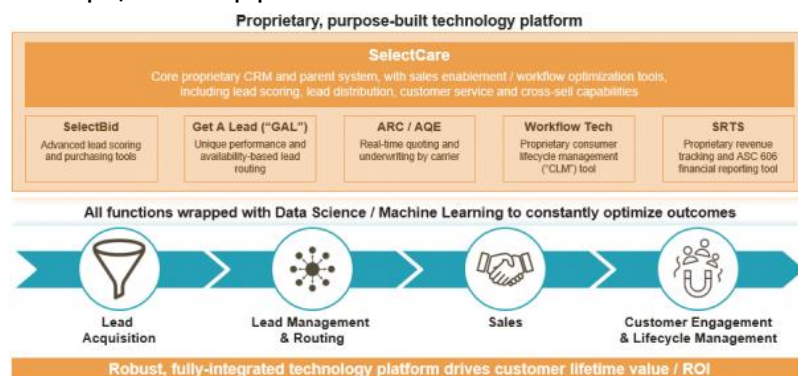 Proprietary, purpose-built technology platform
SelectCare
Core proprietary CRM and parent system, with sales enablement / workflow optimization tools,
including lead scoring, lead distribution, customer service and cross-sell capabilities
SelectBid
Advanced lead scoring
and purchasing tools
Get A Lead ("GAL")
Unique performance and
availability-based lead
routing
ARC / AQE
Real-time quoting and
underwriting by carrier
Workflow Tech
Proprietary consumer
lifecycle management
("CLM") tool
SRTS
Proprietary revenue
tracking and ASC 606
financial reporting tool
All functions wrapped with Data Science / Machine Learning to constantly optimize outcomes
Lead
Acquisition
Lead Management
& Routing
Sales
Customer Engagement
& Lifecycle Management
Robust, fully-integrated technology platform drives customer lifetime value / ROI